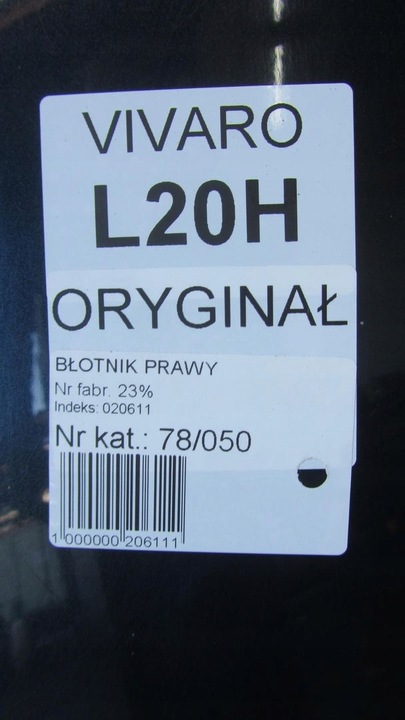 VIVARO
L20H
ORYGINAŁ
BŁOTNIK PRAWY
Nr fabr. 23%
Indeks: 020611
Nr kat.: 78/050
1 000000 206111